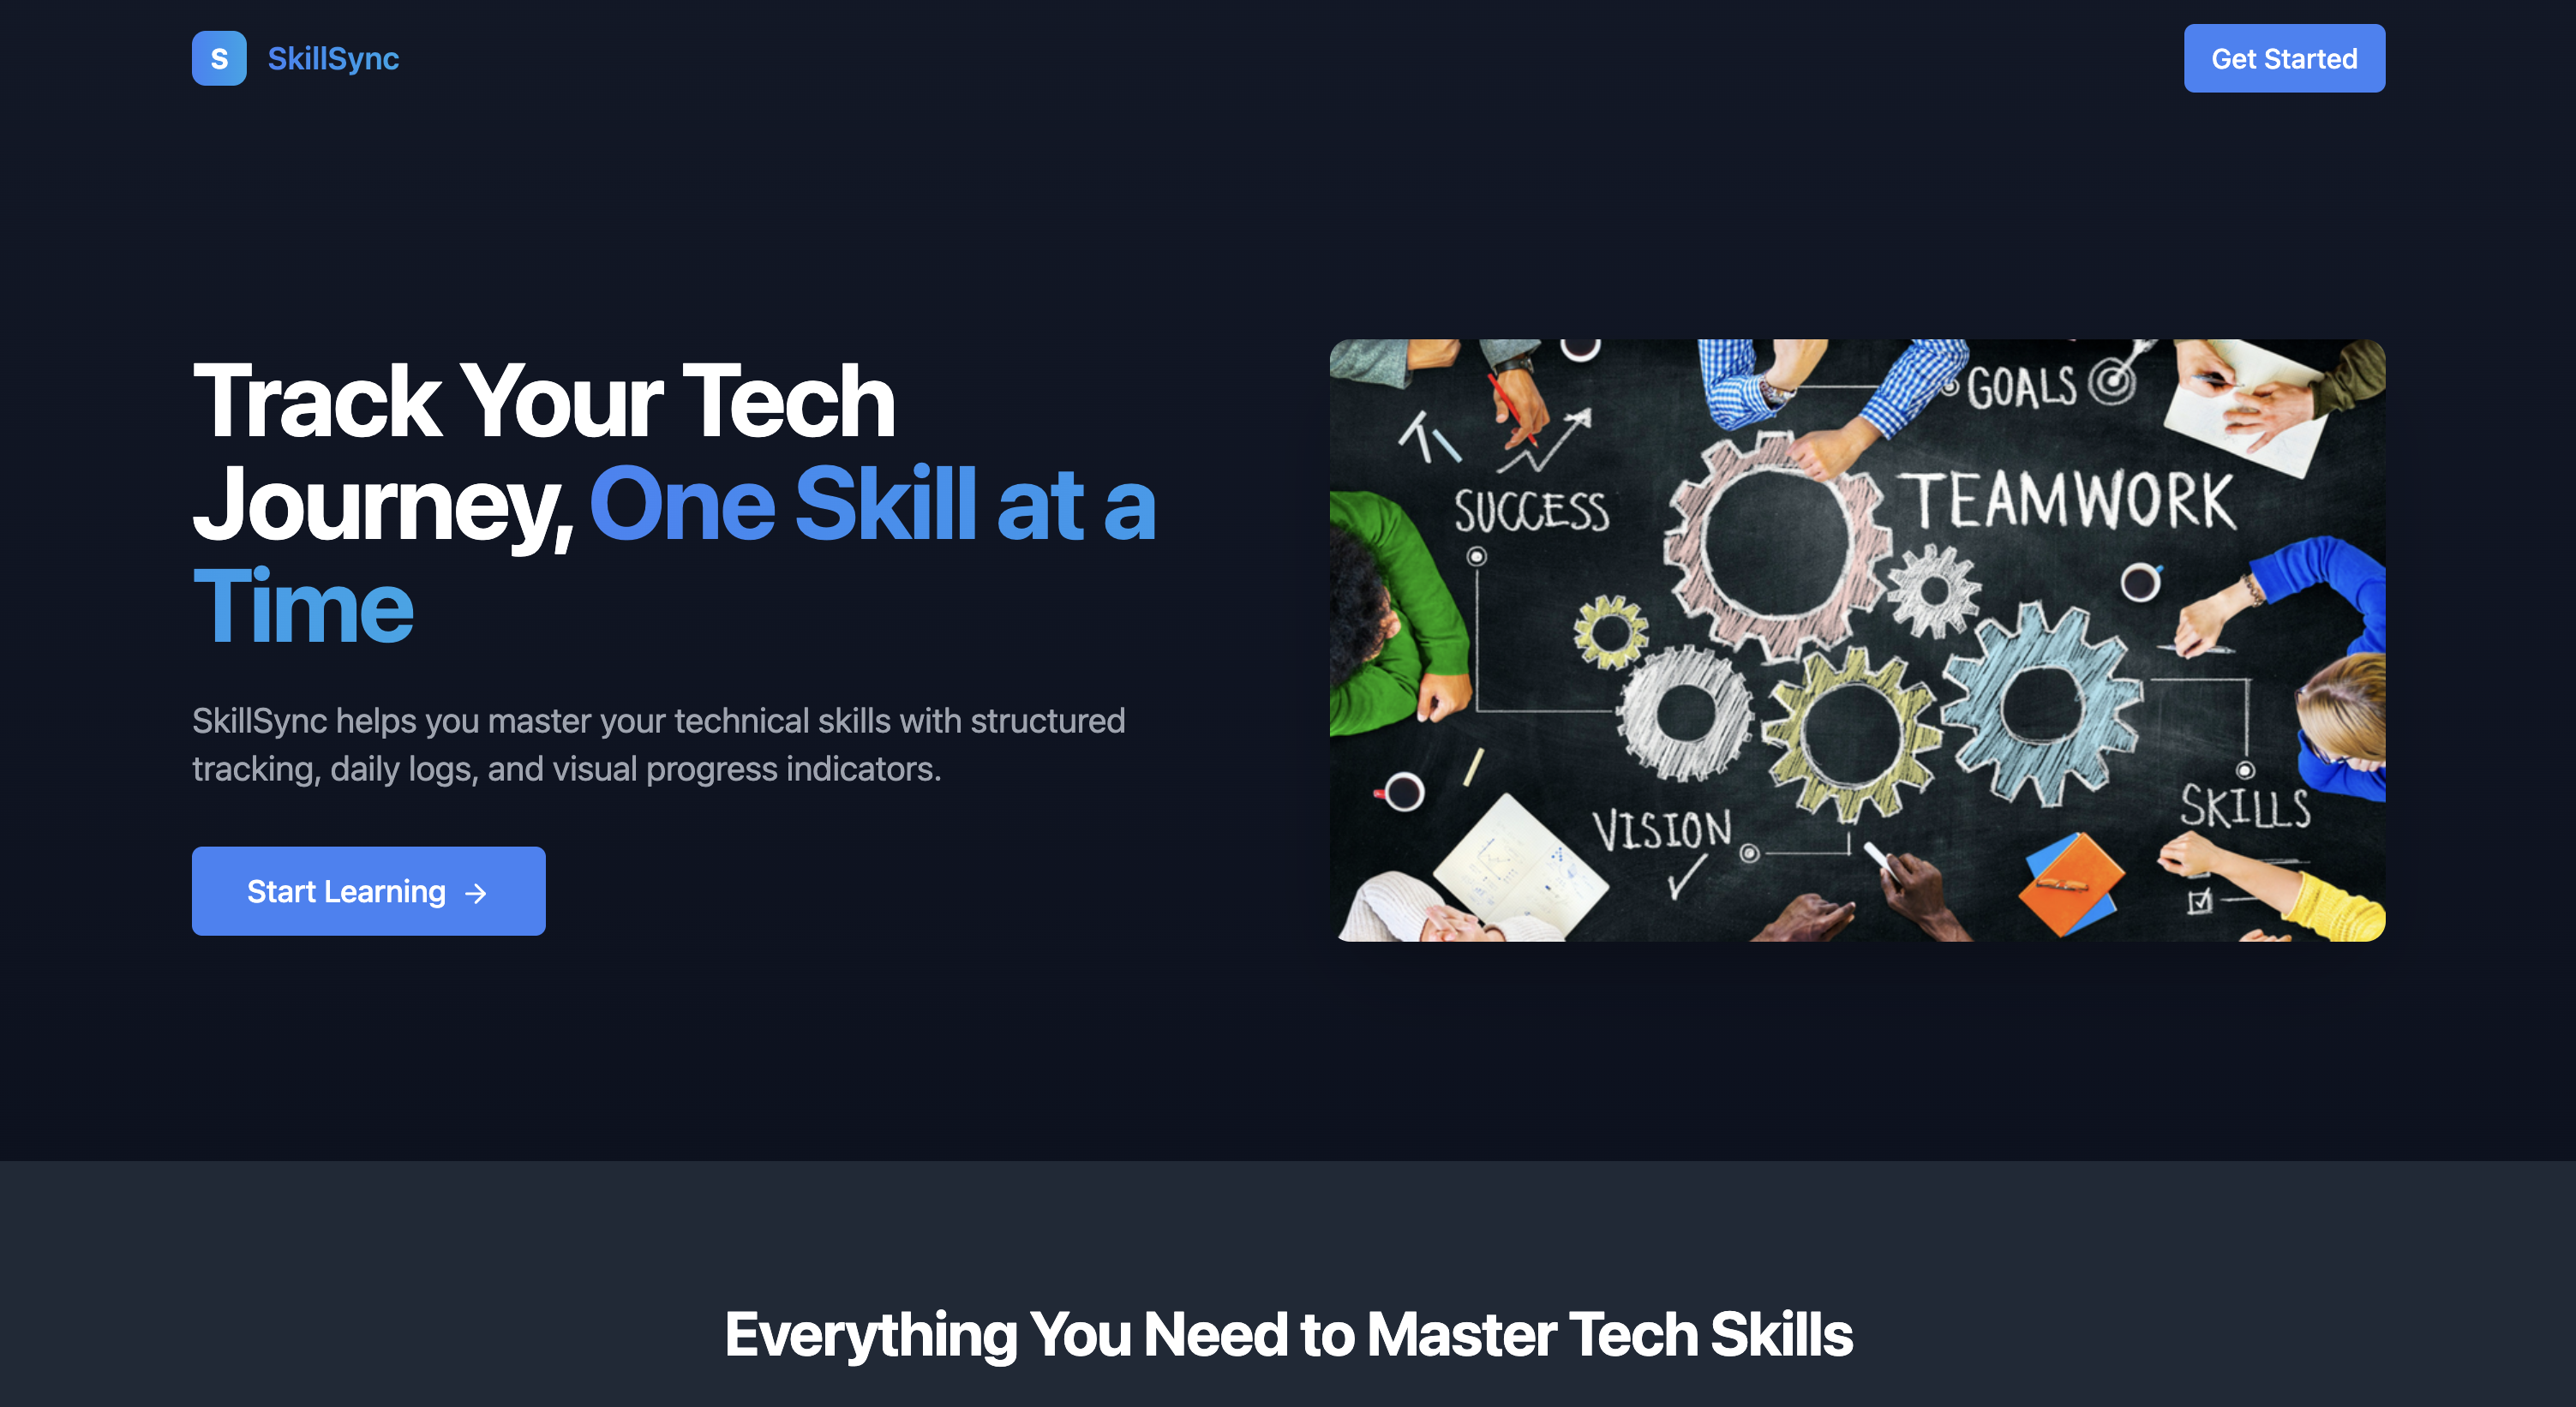 S
SkillSync
Get Started
Track Your Tech
Journey, One Skill at a
Time
SkillSync helps you master your technical skills with structured
tracking, daily logs, and visual progress indicators.
Start Learning →
GOALS
TEAMWORK
SUCCESS
SKILLS
VISION
Everything You Need to Master Tech Skills